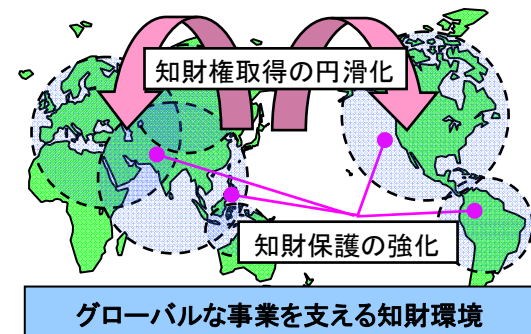 知財権取得の円滑化
知財保護の強化
グローバルな事業を支える知財環境